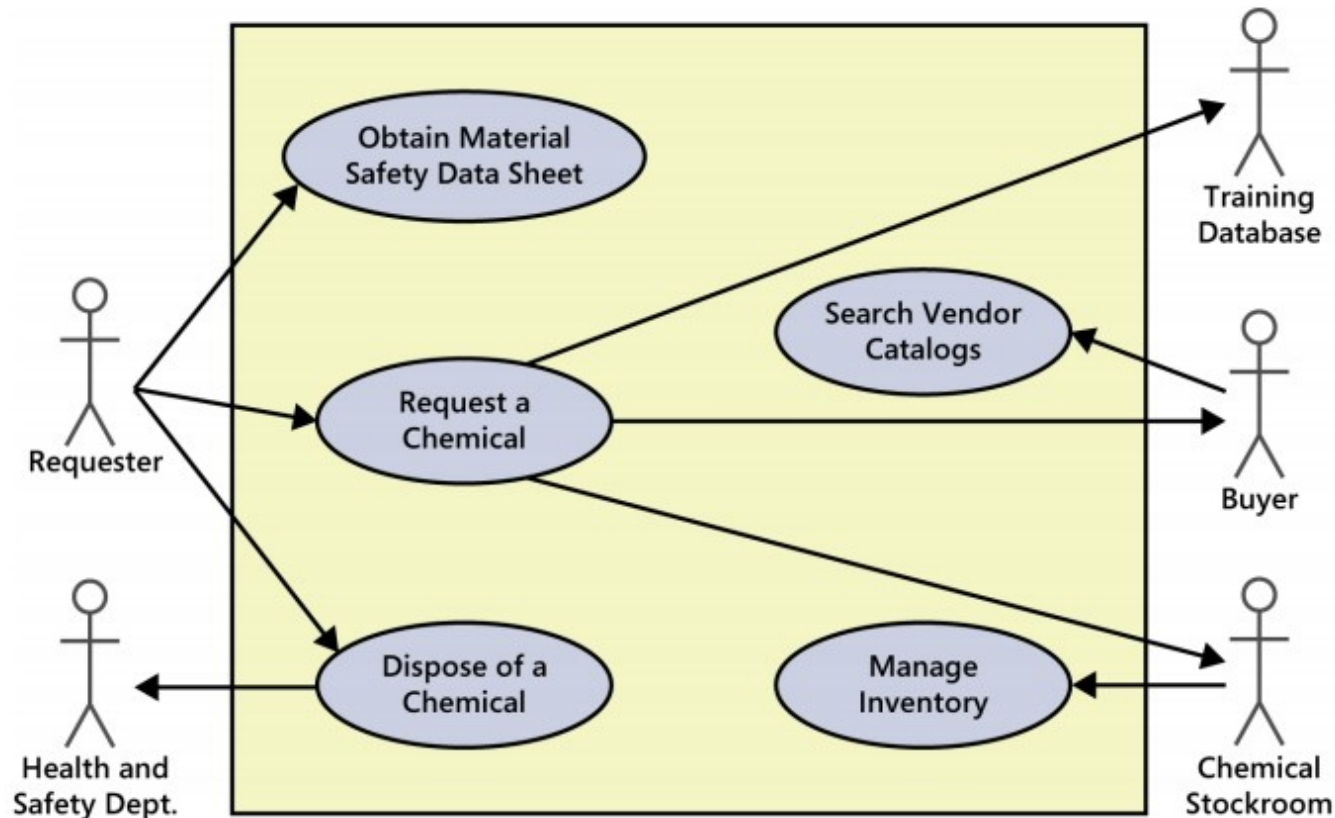 Obtain Material
Safety Data Sheet
Training
Database
Search Vendor
Catalogs
Request a
Chemical
Requester
Buyer
Dispose of a
Chemical
Manage
Inventory
Health and
Safety Dept.
Chemical
Stockroom